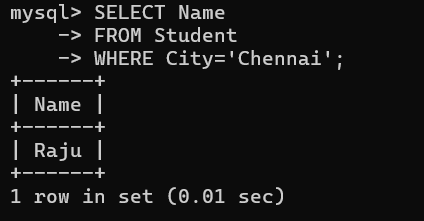 mysql> SELECT Name
    -> FROM Student
    -> WHERE City='Chennai';
+------+
| Name |
+------+
| Raju |
+------+
1 row in set (0.01 sec)